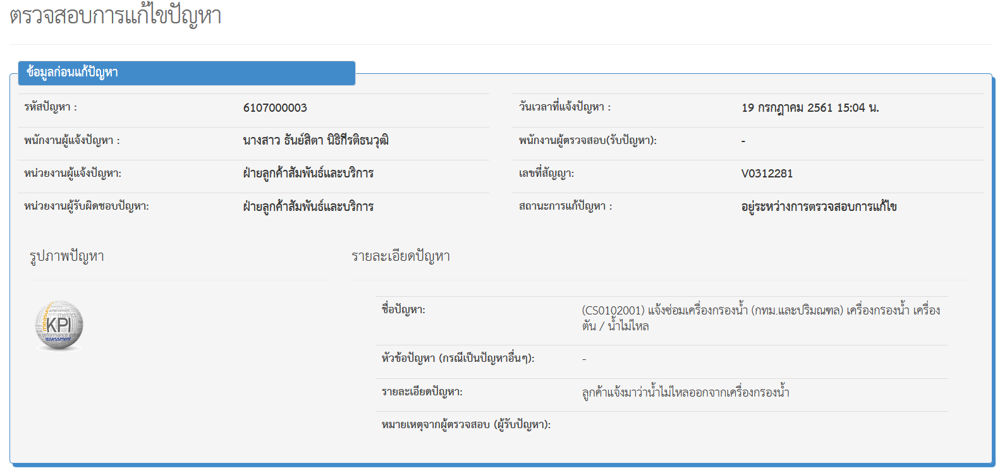 ตรวจสอบการแก้ไขปัญหา
ข้อมูลก่อนแก้ปัญหา
รหัสปัญหา : 6107000003 วันเวลาที่แจ้งปัญหา : 19 กรกฎาคม 2561 15:04 น.
พนักงานผู้แจ้งปัญหา : นางสาว ธันย์สิตา นิธิกีรติธนวุฒิ พนักงานผู้ตรวจสอบ(รับปัญหา): -
หน่วยงานผู้แจ้งปัญหา: ฝ่ายลูกค้าสัมพันธ์และบริการ เลขที่สัญญา: V0312281
หน่วยงานผู้รับผิดชอบปัญหา: ฝ่ายลูกค้าสัมพันธ์และบริการ สถานะการแก้ปัญหา : อยู่ระหว่างการตรวจสอบการแก้ไข
รูปภาพปัญหา รายละเอียดปัญหา
achievement
metrics
measu
KPI
performance
assessment
ชื่อปัญหา: (CS0102001) แจ้งซ่อมเครื่องกรองน้ำ (กทม.และปริมณฑล) เครื่องกรองน้ำ เครื่อง
ตัน / น้ำไม่ไหล
หัวข้อปัญหา (กรณีเป็นปัญหาอื่นๆ): -
รายละเอียดปัญหา: ลูกค้าแจ้งมาว่าน้ำไม่ไหลออกจากเครื่องกรองน้ำ
หมายเหตุจากผู้ตรวจสอบ (ผู้รับปัญหา):